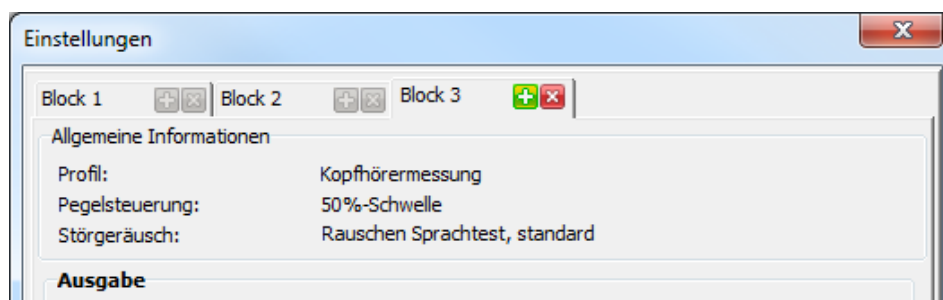 Einstellungen
Block 1 Block 2 Block 3
Allgemeine Informationen
Profil: Kopfhörermessung
Pegelsteuerung: 50%-Schwelle
Störgeräusch: Rauschen Sprachtest, standard
Ausgabe